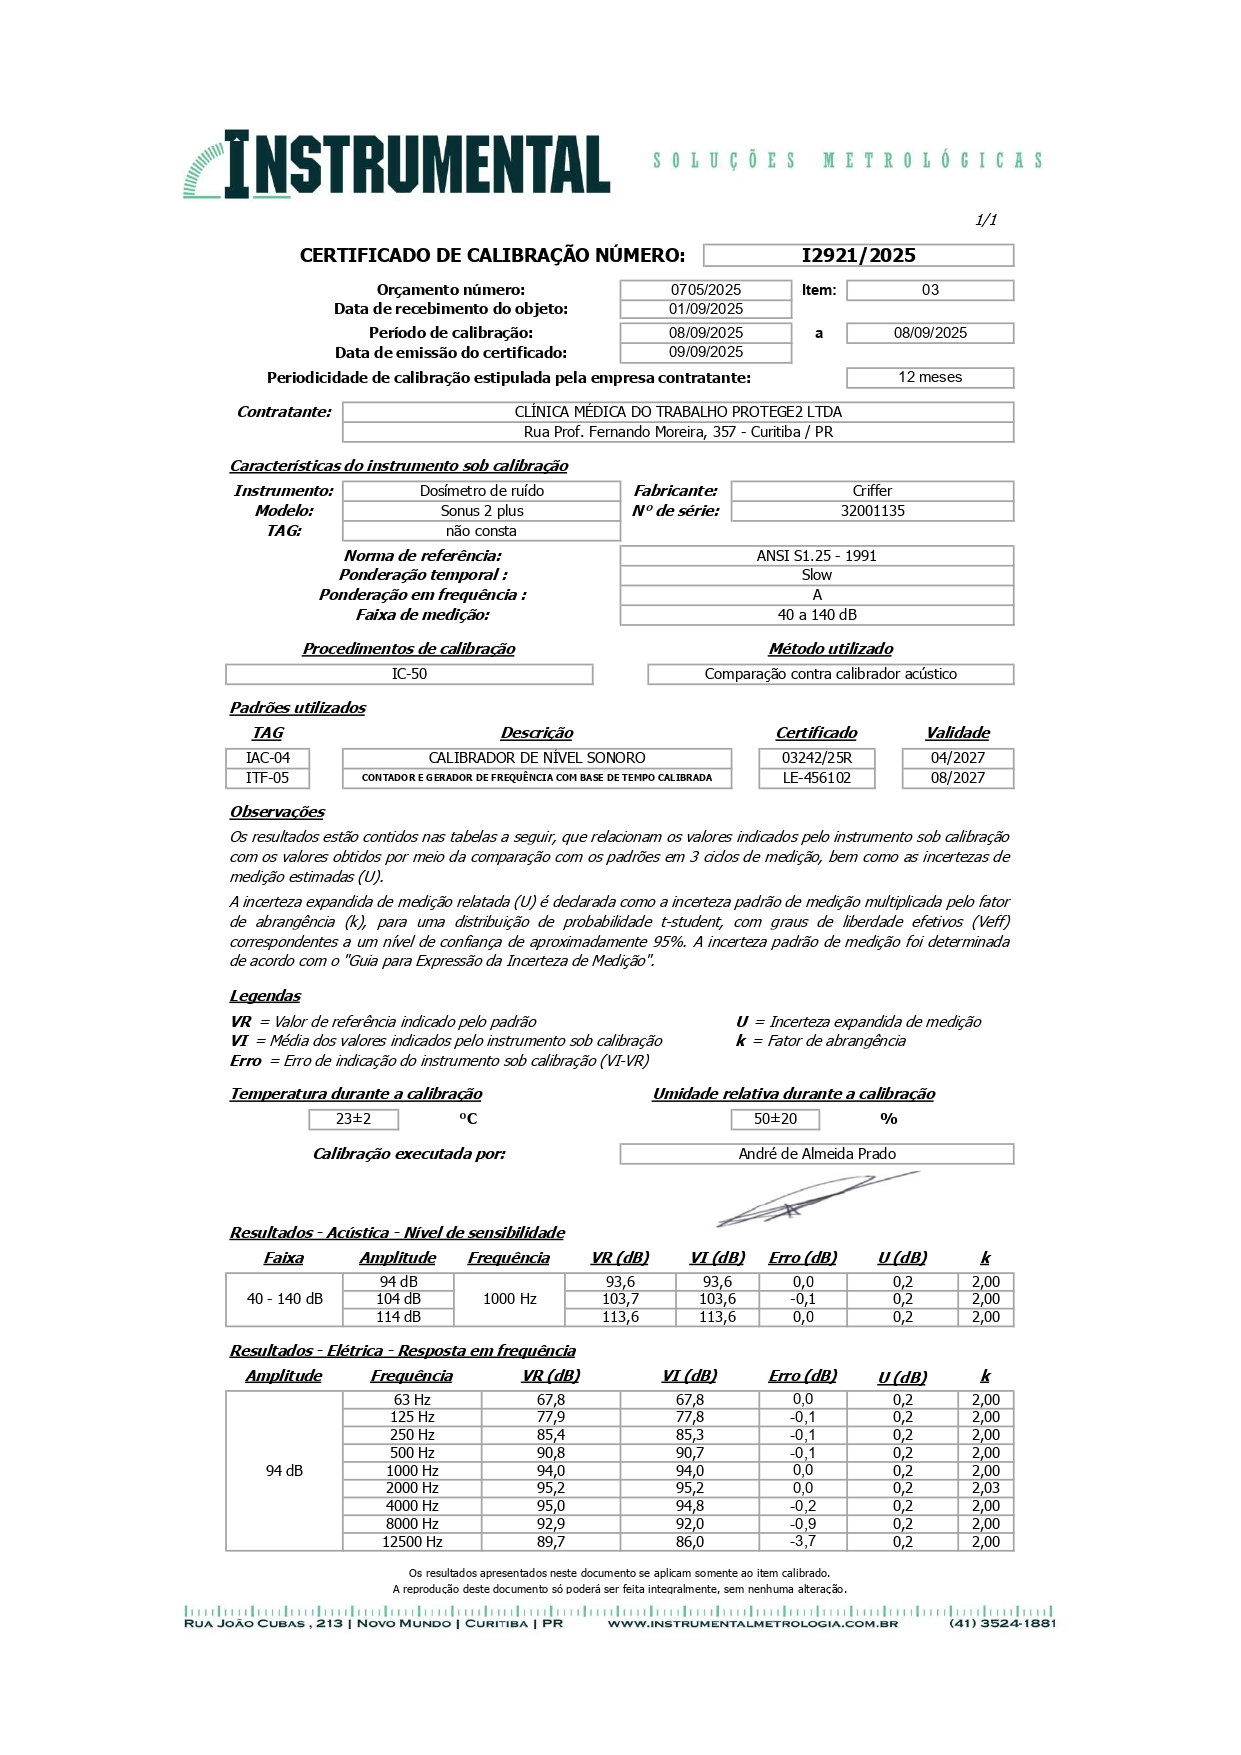 INSTRUMENTAL SOLUÇÕES METROLÓGICAS
1/1
CERTIFICADO DE CALIBRAÇÃO NÚMERO: I2921/2025
Orçamento número: 0705/2025 Item: 03
Data de recebimento do objeto: 01/09/2025
Período de calibração: 08/09/2025 a 08/09/2025
Data de emissão do certificado: 09/09/2025
Periodicidade de calibração estipulada pela empresa contratante: 12 meses
Contratante: CLÍNICA MÉDICA DO TRABALHO PROTEGE2 LTDA
Rua Prof. Fernando Moreira, 357 - Curitiba / PR
Características do instrumento sob calibração
Instrumento: Dosímetro de ruído Fabricante: Criffer
Modelo: Sonus 2 plus Nº de série: 32001135
TAG: não consta
Norma de referência: ANSI S1.25 - 1991
Ponderação temporal : Slow
Ponderação em frequência : A
Faixa de medição: 40 a 140 dB
Procedimentos de calibração Método utilizado
IC-50 Comparação contra calibrador acústico
Padrões utilizados
TAG Descrição Certificado Validade
IAC-04 CALIBRADOR DE NÍVEL SONORO 03242/25R 04/2027
ITF-05 CONTADOR E GERADOR DE FREQUÊNCIA COM BASE DE TEMPO CALIBRADA LE-456102 08/2027
Observações
Os resultados estão contidos nas tabelas a seguir, que relacionam os valores indicados pelo instrumento sob calibração
com os valores obtidos por meio da comparação com os padrões em 3 ciclos de medição, bem como as incertezas de
medição estimadas (U).
A incerteza expandida de medição relatada (U) é declarada como a incerteza padrão de medição multiplicada pelo fator
de abrangência (k), para uma distribuição de probabilidade t-student, com graus de liberdade efetivos (Veff)
correspondentes a um nível de confiança de aproximadamente 95%. A incerteza padrão de medição foi determinada
de acordo com o "Guia para Expressão da Incerteza de Medição".
Legendas
VR = Valor de referência indicado pelo padrão U = Incerteza expandida de medição
VI = Média dos valores indicados pelo instrumento sob calibração k = Fator de abrangência
Erro = Erro de indicação do instrumento sob calibração (VI-VR)
Temperatura durante a calibração Umidade relativa durante a calibração
23±2 ºC 50±20 %
Calibração executada por: André de Almeida Prado
Resultados - Acústica - Nível de sensibilidade
Faixa Amplitude Frequência VR (dB) VI (dB) Erro (dB) U (dB) k
94 dB 93,6 93,6 0,0 0,2 2,00
40 - 140 dB 104 dB 1000 Hz 103,7 103,6 -0,1 0,2 2,00
114 dB 113,6 113,6 0,0 0,2 2,00
Resultados - Elétrica - Resposta em frequência
Amplitude Frequência VR (dB) VI (dB) Erro (dB) U (dB) k
63 Hz 67,8 67,8 0,0 0,2 2,00
125 Hz 77,9 77,8 -0,1 0,2 2,00
250 Hz 85,4 85,3 -0,1 0,2 2,00
500 Hz 90,8 90,7 -0,1 0,2 2,00
94 dB 1000 Hz 94,0 94,0 0,0 0,2 2,00
2000 Hz 95,2 95,2 0,0 0,2 2,03
4000 Hz 95,0 94,8 -0,2 0,2 2,00
8000 Hz 92,9 92,0 -0,9 0,2 2,00
12500 Hz 89,7 86,0 -3,7 0,2 2,00
Os resultados apresentados neste documento se aplicam somente ao item calibrado.
A reprodução deste documento só poderá ser feita integralmente, sem nenhuma alteração.
RUA JOÃO CUBAS , 213 | NOVO MUNDO | CURITIBA | PR WWW.INSTRUMENTALMETROLOGIA.COM.BR (41) 3524-1881